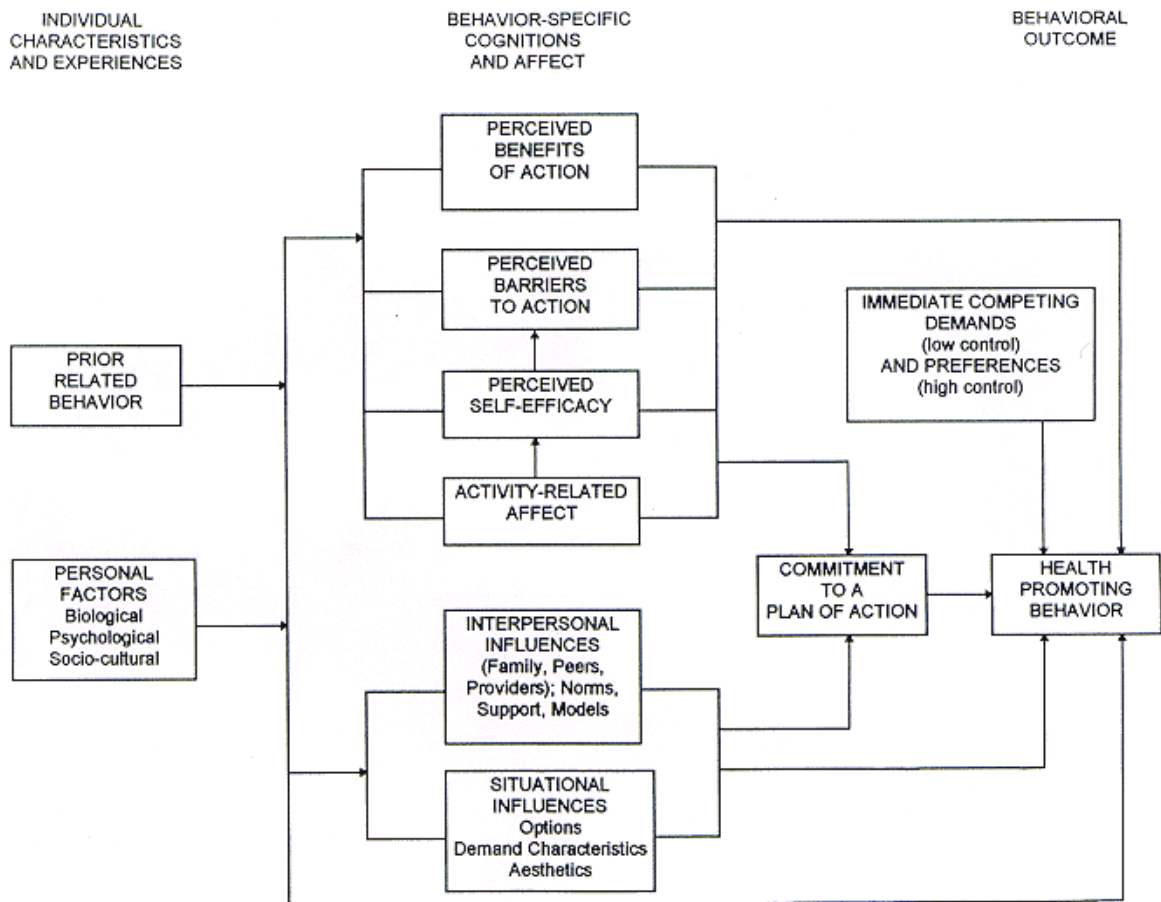 INDIVIDUAL
CHARACTERISTICS
AND EXPERIENCES
BEHAVIOR-SPECIFIC
COGNITIONS
AND AFFECT
BEHAVIORAL
OUTCOME
PERCEIVED
BENEFITS
OF ACTION
PERCEIVED
BARRIERS
TO ACTION
IMMEDIATE COMPETING
DEMANDS
(low control)
AND PREFERENCES
(high control)
PRIOR
RELATED
BEHAVIOR
PERCEIVED
SELF-EFFICACY
ACTIVITY-RELATED
AFFECT
PERSONAL
FACTORS
Biological
Psychological
Socio-cultural
COMMITMENT
TO A
PLAN OF ACTION
HEALTH
PROMOTING
BEHAVIOR
INTERPERSONAL
INFLUENCES
(Family, Peers,
Providers); Norms,
Support, Models
SITUATIONAL
INFLUENCES
Options
Demand Characteristics
Aesthetics